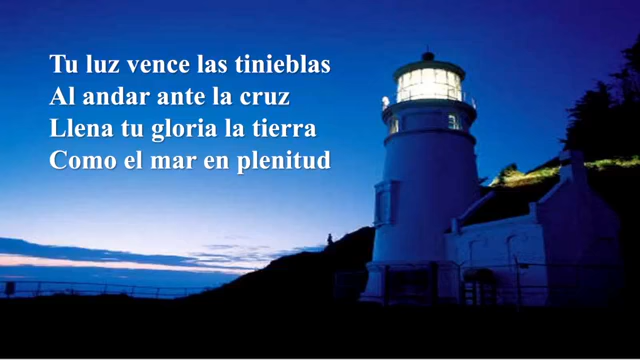 Tu luz vence las tinieblas
Al andar ante la cruz
Llena tu gloria la tierra
Como el mar en plenitud